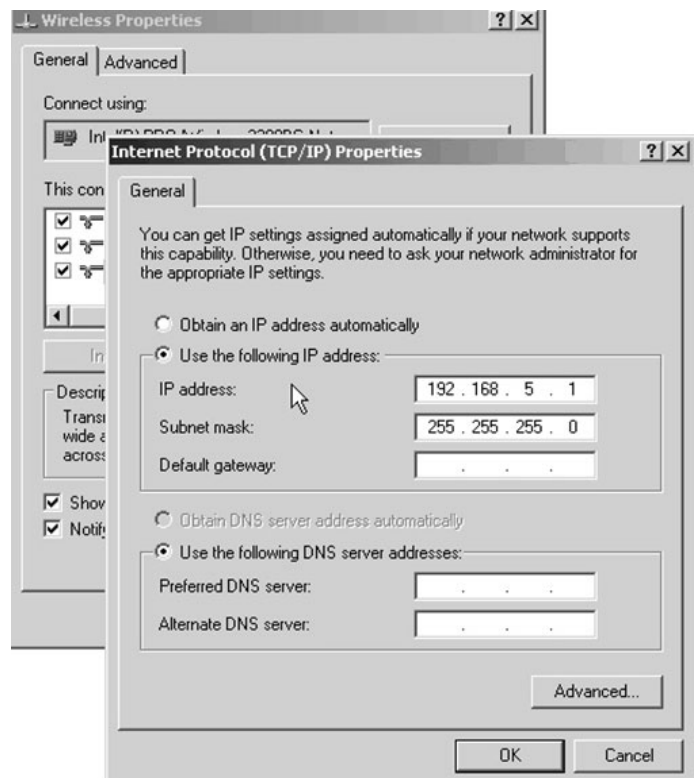 Wireless Properties
General
Advanced
Connect using:
This con
Internet Protocol (TCP/IP) Properties
General
You can get IP settings assigned automatically if your network supports
this capability. Otherwise, you need to ask your network administrator for
the appropriate IP settings.
Obtain an IP address automatically
Use the following IP address:
IP address: 192 . 168 . 5 . 1
Subnet mask: 255 . 255 . 255 . 0
Default gateway: . . .
Obtain DNS server address automatically
Use the following DNS server addresses:
Preferred DNS server: . . .
Alternate DNS server: . . .
Advanced...
OK Cancel
In
Descrip
Transm
wide a
across
Show
Notify